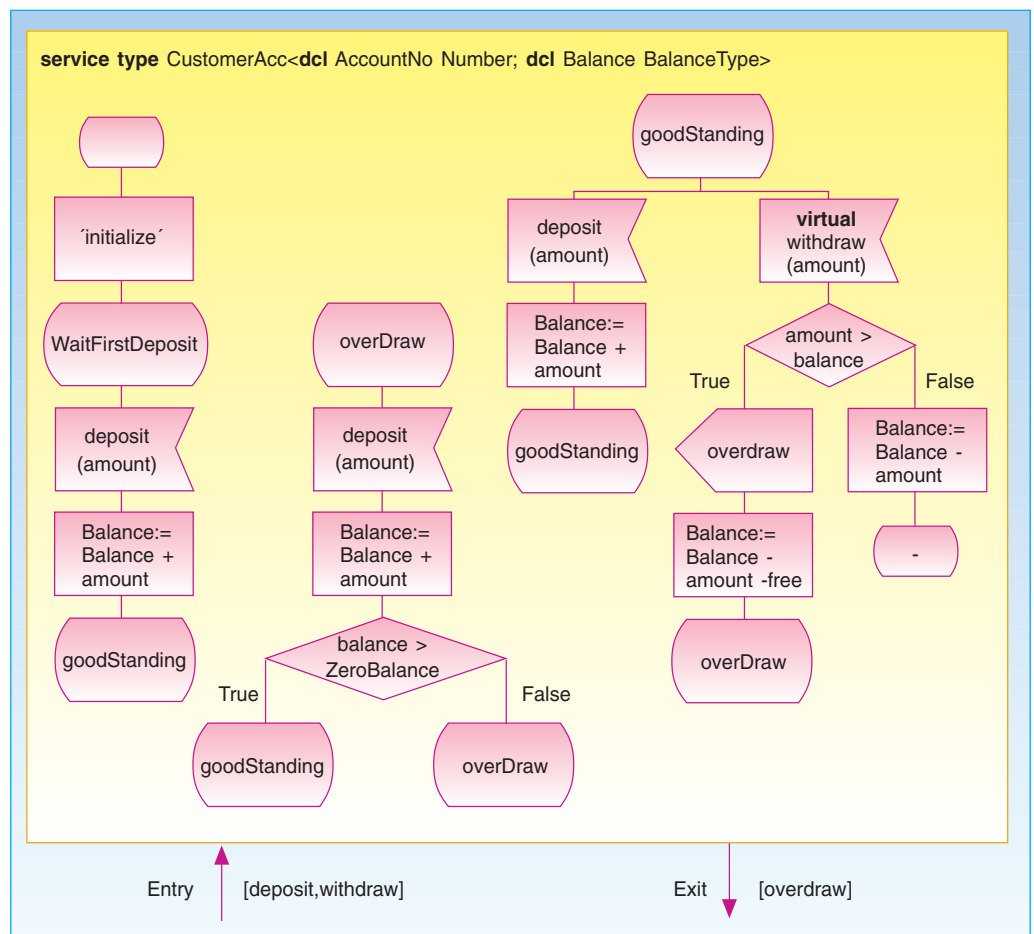 service type CustomerAcc<dcl AccountNo Number; dcl Balance BalanceType>
´initialize´
WaitFirstDeposit
deposit
(amount)
Balance:=
Balance +
amount
goodStanding
overDraw
deposit
(amount)
Balance:=
Balance +
amount
balance >
ZeroBalance
True
False
goodStanding
overDraw
goodStanding
deposit
(amount)
Balance:=
Balance +
amount
goodStanding
virtual
withdraw
(amount)
amount >
balance
True
False
overdraw
Balance:=
Balance -
amount -free
overDraw
Balance:=
Balance -
amount
-
Entry
[deposit,withdraw]
Exit
[overdraw]